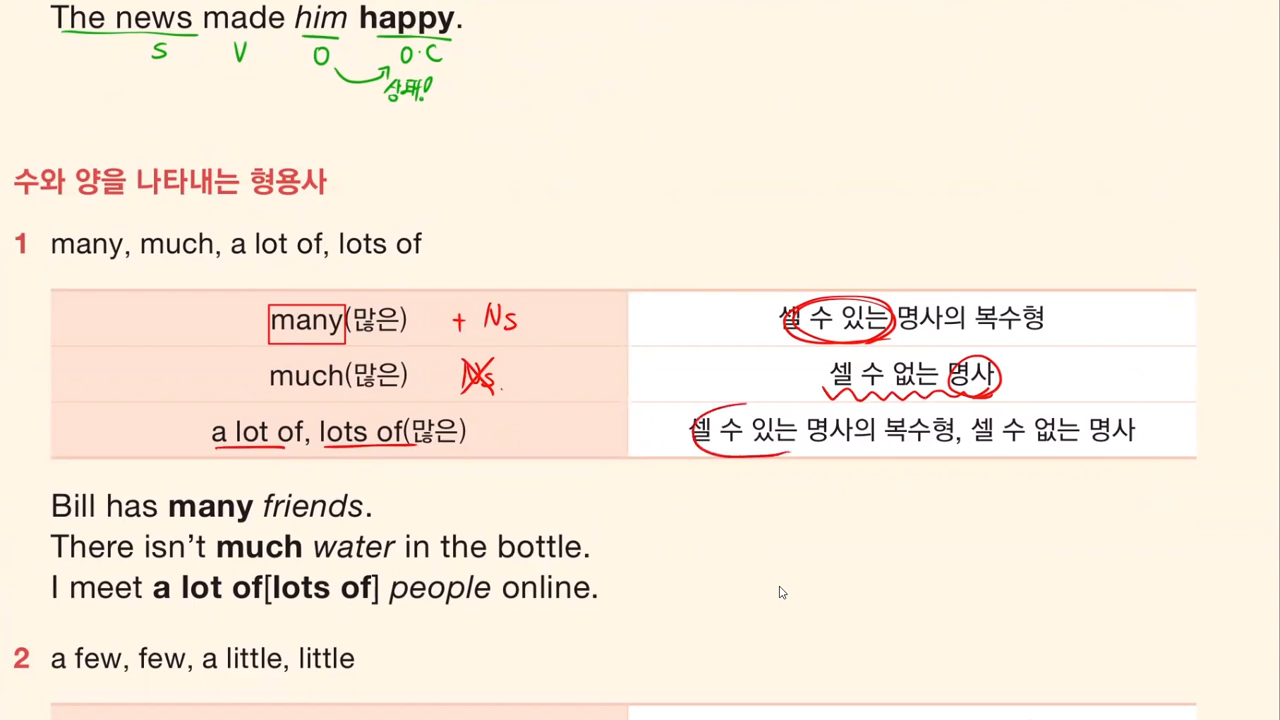 The news made him happy.
S V O O·C
상태!
수와 양을 나타내는 형용사
1 many, much, a lot of, lots of
many(많은) + Ns 셀 수 있는 명사의 복수형
much(많은) Ns. 셀 수 없는 명사
a lot of, lots of(많은) 셀 수 있는 명사의 복수형, 셀 수 없는 명사
Bill has many friends.
There isn't much water in the bottle.
I meet a lot of[lots of] people online.
2 a few, few, a little, little